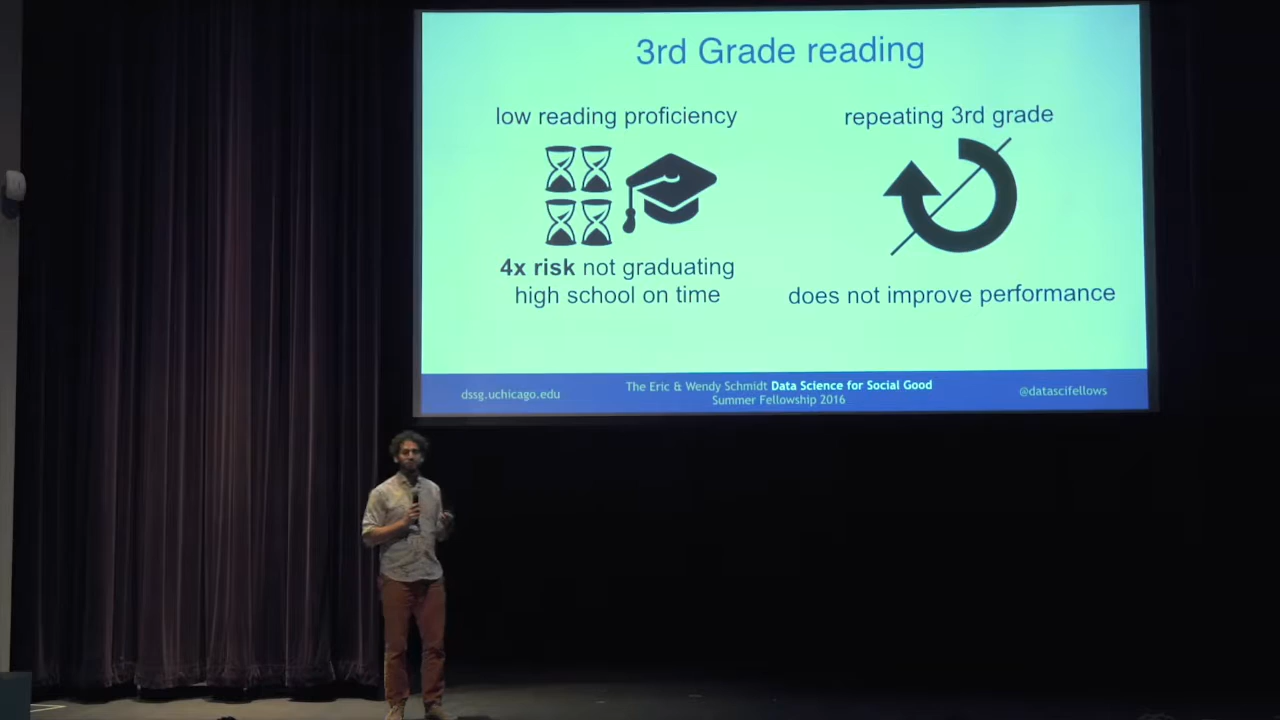 3rd Grade reading
low reading proficiency
4x risk not graduating
high school on time
repeating 3rd grade
does not improve performance
dssg.uchicago.edu
The Eric & Wendy Schmidt Data Science for Social Good
Summer Fellowship 2016
@datascifellows